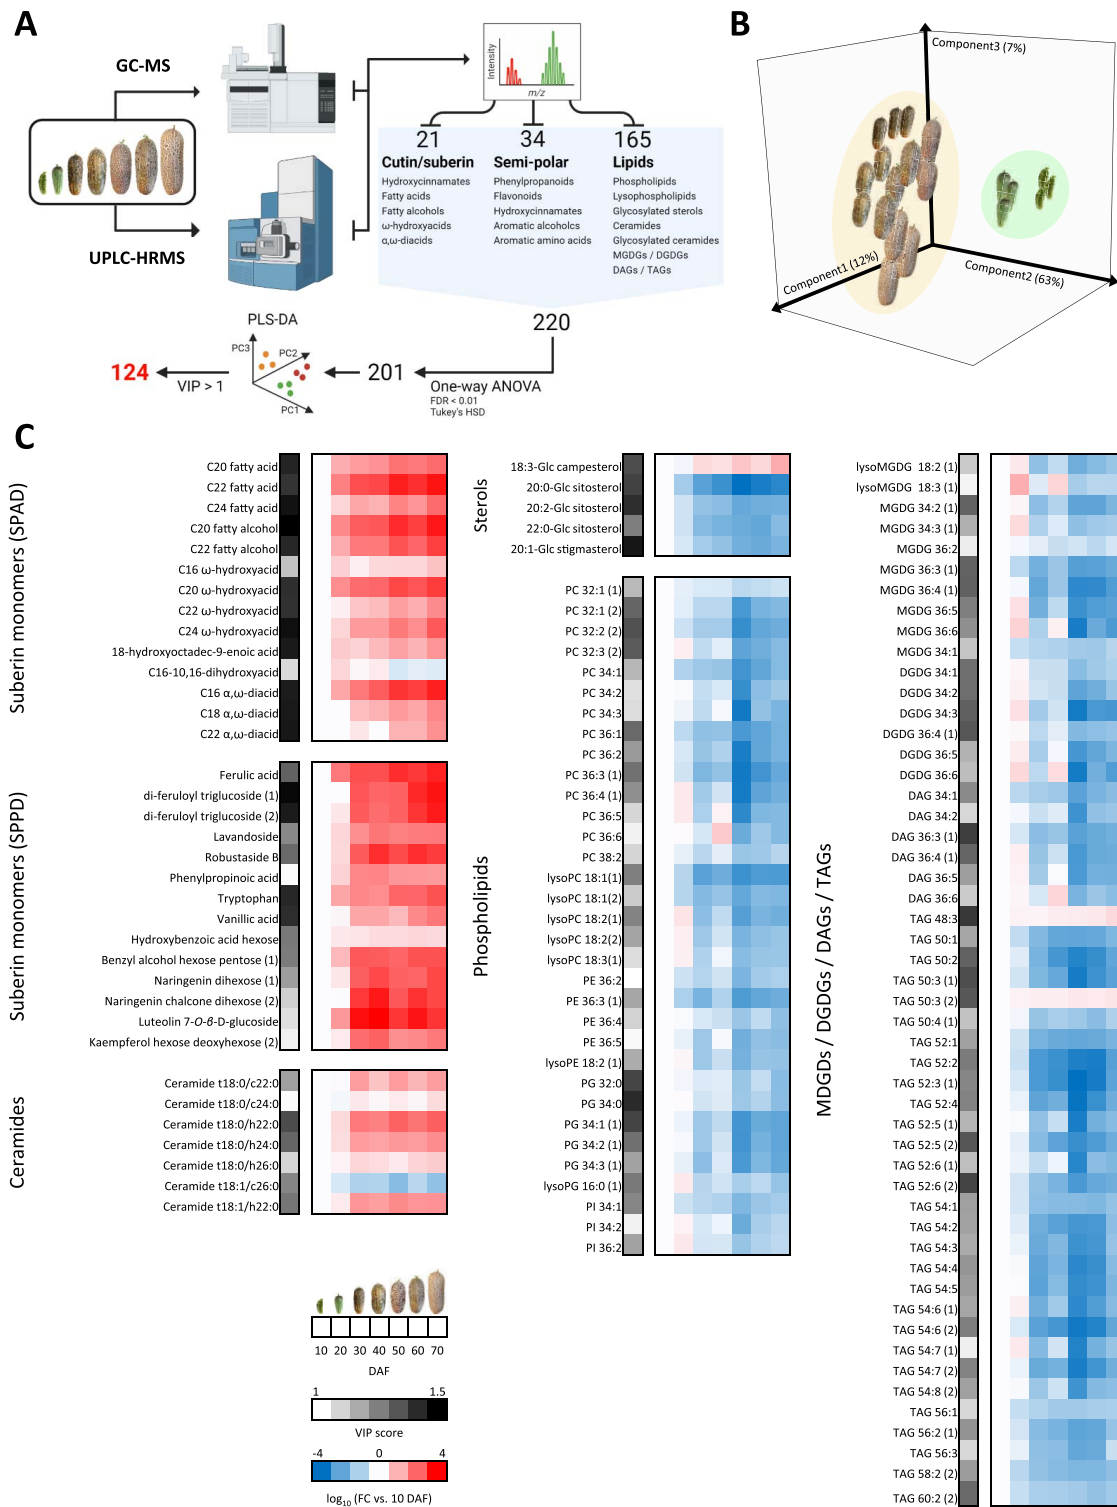 A
GC-MS
UPLC-HRMS
Intensity
m/z
21
Cutin/suberin
Hydroxycinnamates
Fatty acids
Fatty alcohols
ω-hydroxyacids
α,ω-diacids
34
Semi-polar
Phenylpropanoids
Flavonoids
Hydroxycinnamates
Aromatic alcoholcs
Aromatic amino acids
165
Lipids
Phospholipids
Lysophospholipids
Glycosylated sterols
Ceramides
Glycosylated ceramides
MGDGs / DGDGs
DAGs / TAGs
220
One-way ANOVA
FDR < 0.01
Tukey's HSD
201
PLS-DA
PC3
PC2
PC1
VIP > 1
124
B
Component3 (7%)
Component1 (12%)
Component2 (63%)
C
Suberin monomers (SPAD)
C20 fatty acid
C22 fatty acid
C24 fatty acid
C20 fatty alcohol
C22 fatty alcohol
C16 ω-hydroxyacid
C20 ω-hydroxyacid
C22 ω-hydroxyacid
C24 ω-hydroxyacid
18-hydroxyoctadec-9-enoic acid
C16-10,16-dihydroxyacid
C16 α,ω-diacid
C18 α,ω-diacid
C22 α,ω-diacid
Suberin monomers (SPPD)
Ferulic acid
di-feruloyl triglucoside (1)
di-feruloyl triglucoside (2)
Lavandoside
Robustaside B
Phenylpropinoic acid
Tryptophan
Vanillic acid
Hydroxybenzoic acid hexose
Benzyl alcohol hexose pentose (1)
Naringenin dihexose (1)
Naringenin chalcone dihexose (2)
Luteolin 7-O-β-D-glucoside
Kaempferol hexose deoxyhexose (2)
Ceramides
Ceramide t18:0/c22:0
Ceramide t18:0/c24:0
Ceramide t18:0/h22:0
Ceramide t18:0/h24:0
Ceramide t18:0/h26:0
Ceramide t18:1/c26:0
Ceramide t18:1/h22:0
10 20 30 40 50 60 70
DAF
1 1.5
VIP score
-4 0 4
log10 (FC vs. 10 DAF)
Sterols
18:3-Glc campesterol
20:0-Glc sitosterol
20:2-Glc sitosterol
22:0-Glc sitosterol
20:1-Glc stigmasterol
Phospholipids
PC 32:1 (1)
PC 32:1 (2)
PC 32:2 (2)
PC 32:3 (2)
PC 34:1
PC 34:2
PC 34:3
PC 36:1
PC 36:2
PC 36:3 (1)
PC 36:4 (1)
PC 36:5
PC 36:6
PC 38:2
lysoPC 18:1(1)
lysoPC 18:1(2)
lysoPC 18:2(1)
lysoPC 18:2(2)
lysoPC 18:3(1)
PE 36:2
PE 36:3 (1)
PE 36:4
PE 36:5
lysoPE 18:2 (1)
PG 32:0
PG 34:0
PG 34:1 (1)
PG 34:2 (1)
PG 34:3 (1)
lysoPG 16:0 (1)
PI 34:1
PI 34:2
PI 36:2
MDGDs / DGDGs / DAGs / TAGs
lysoMGDG 18:2 (1)
lysoMGDG 18:3 (1)
MGDG 34:2 (1)
MGDG 34:3 (1)
MGDG 36:2
MGDG 36:3 (1)
MGDG 36:4 (1)
MGDG 36:5
MGDG 36:6
MGDG 34:1
DGDG 34:1
DGDG 34:2
DGDG 34:3
DGDG 36:4 (1)
DGDG 36:5
DGDG 36:6
DAG 34:1
DAG 34:2
DAG 36:3 (1)
DAG 36:4 (1)
DAG 36:5
DAG 36:6
TAG 48:3
TAG 50:1
TAG 50:2
TAG 50:3 (1)
TAG 50:3 (2)
TAG 50:4 (1)
TAG 52:1
TAG 52:2
TAG 52:3 (1)
TAG 52:4
TAG 52:5 (1)
TAG 52:5 (2)
TAG 52:6 (1)
TAG 52:6 (2)
TAG 54:1
TAG 54:2
TAG 54:3
TAG 54:4
TAG 54:5
TAG 54:6 (1)
TAG 54:6 (2)
TAG 54:7 (1)
TAG 54:7 (2)
TAG 54:8 (2)
TAG 56:1
TAG 56:2 (1)
TAG 56:3
TAG 58:2 (2)
TAG 60:2 (2)